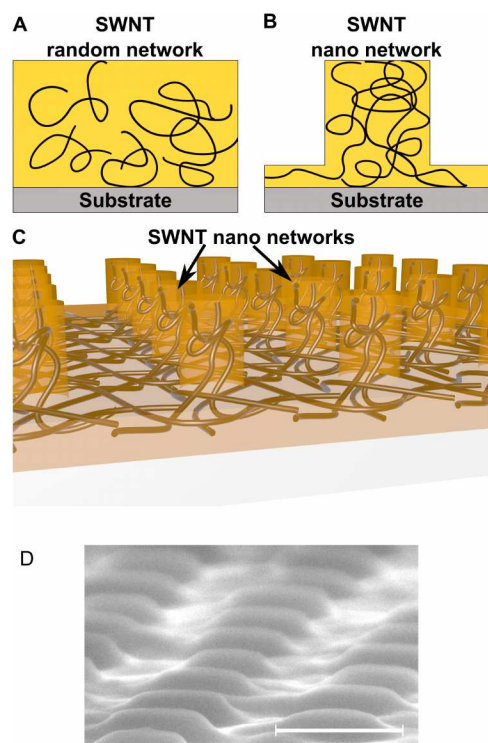 A
SWNT
random network
Substrate
B
SWNT
nano network
Substrate
C
SWNT nano networks
D